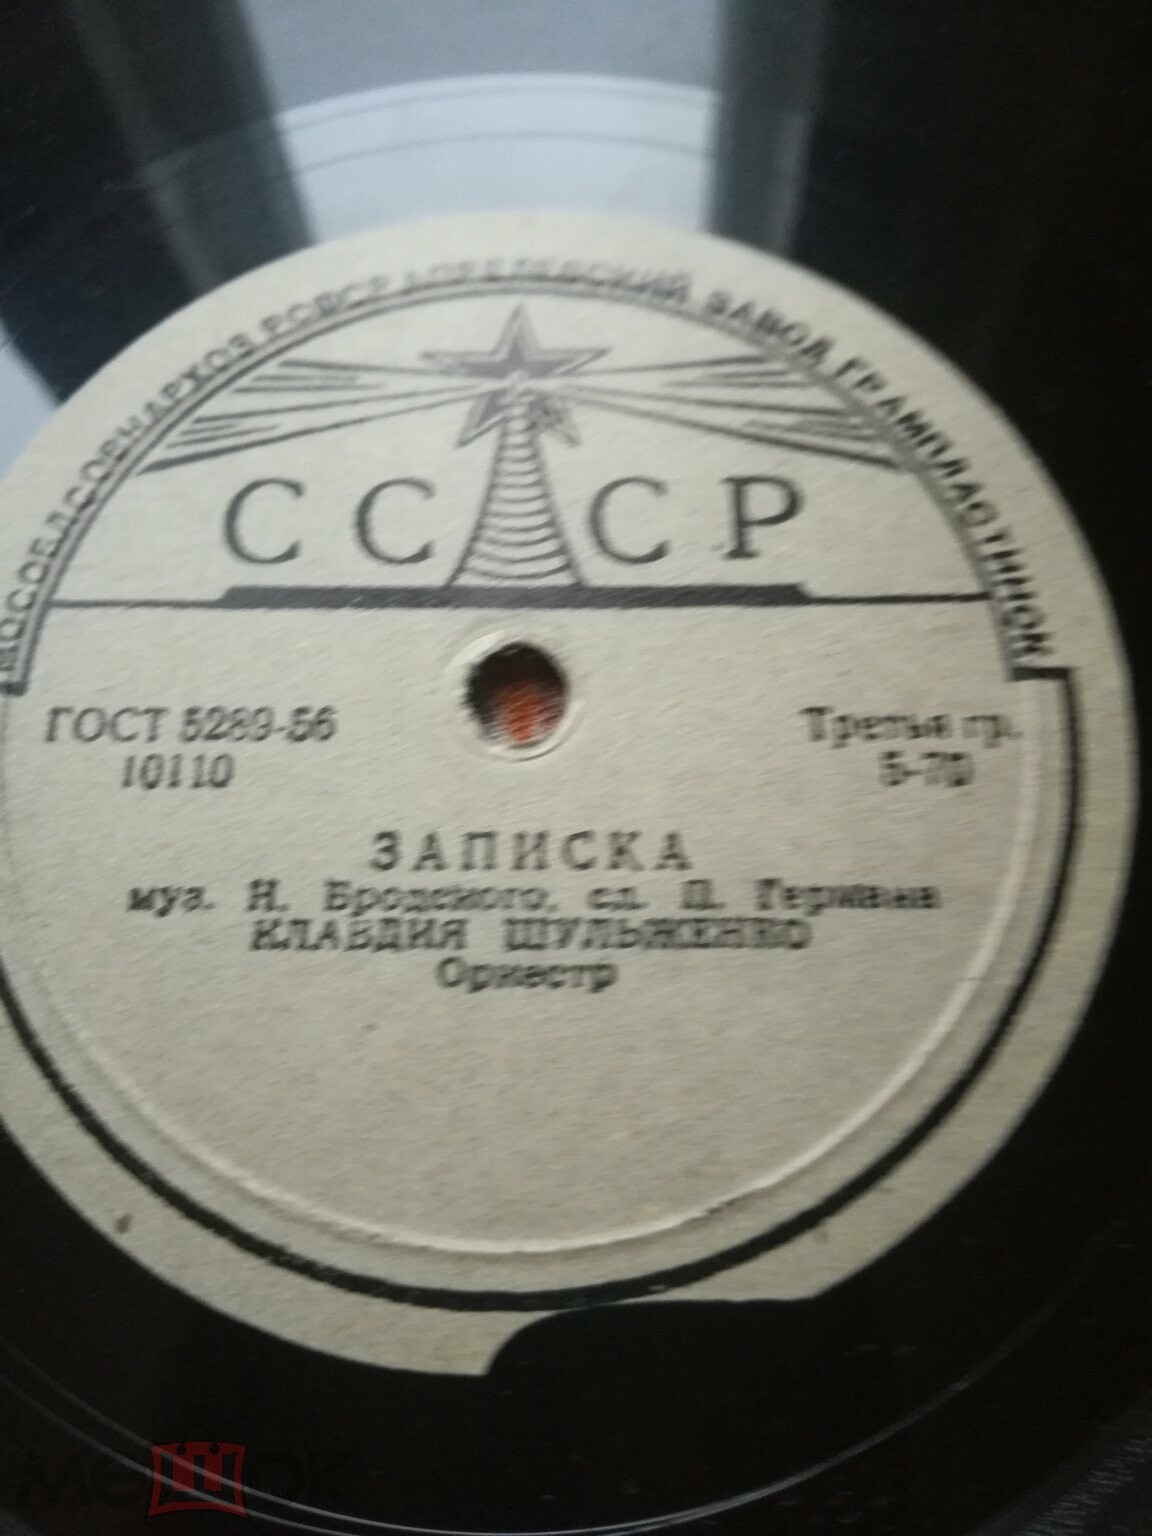 МОСОБЛСОВНАРХОЗ РСФСР АПРЕЛЕВСКИЙ ЗАВОД ГРАМПЛАСТИНОК
СССР
ГОСТ 5289-56
10110
Третья гр.
5-70
ЗАПИСКА
муз. Н. Бродского, сл. П. Германа
КЛАВДИЯ ШУЛЬЖЕНКО
Оркестр
мешок